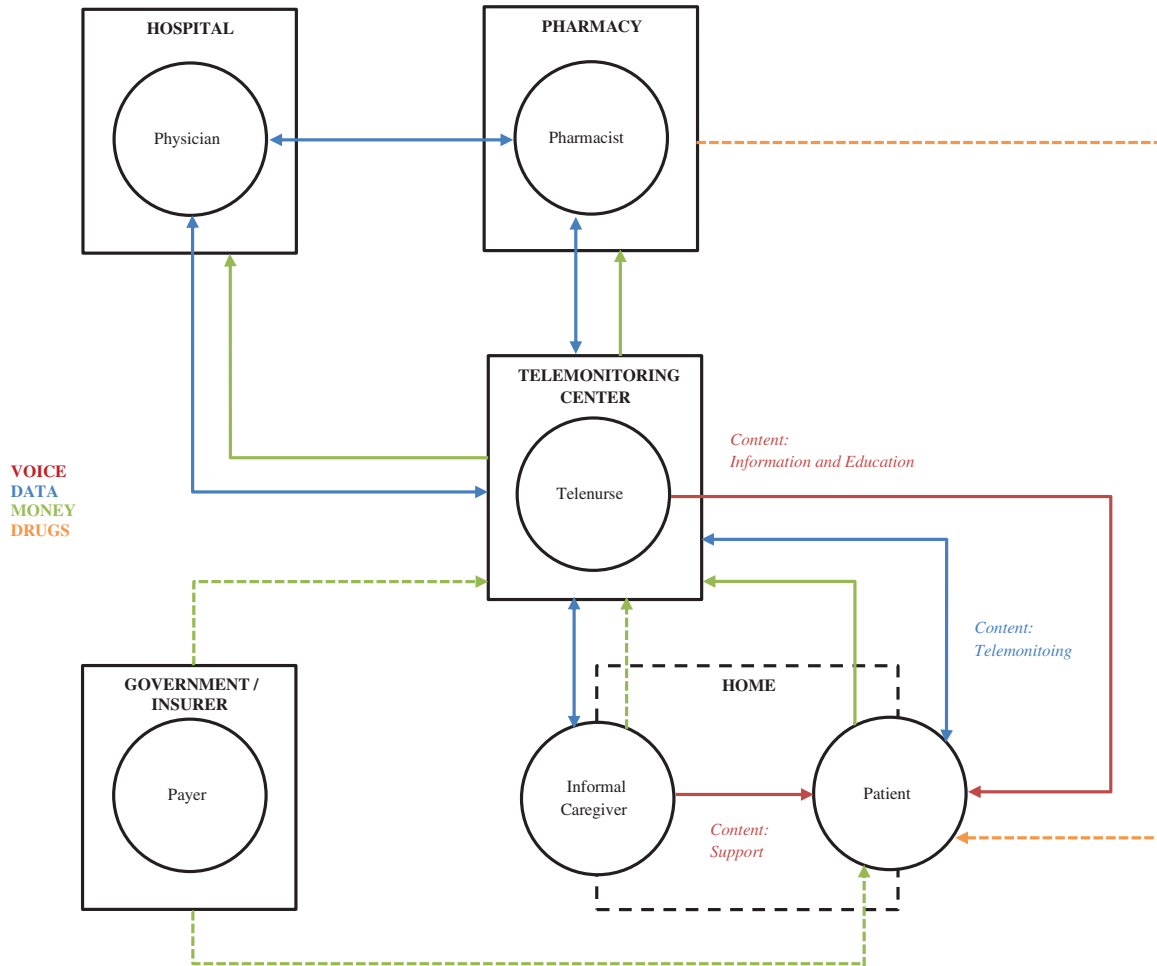 HOSPITAL
Physician
PHARMACY
Pharmacist
TELEMONITORING
CENTER
Telenurse
Content:
Information and Education
VOICE
DATA
MONEY
DRUGS
Content:
Telemonitoing
GOVERNMENT /
INSURER
Payer
HOME
Informal
Caregiver
Patient
Content:
Support